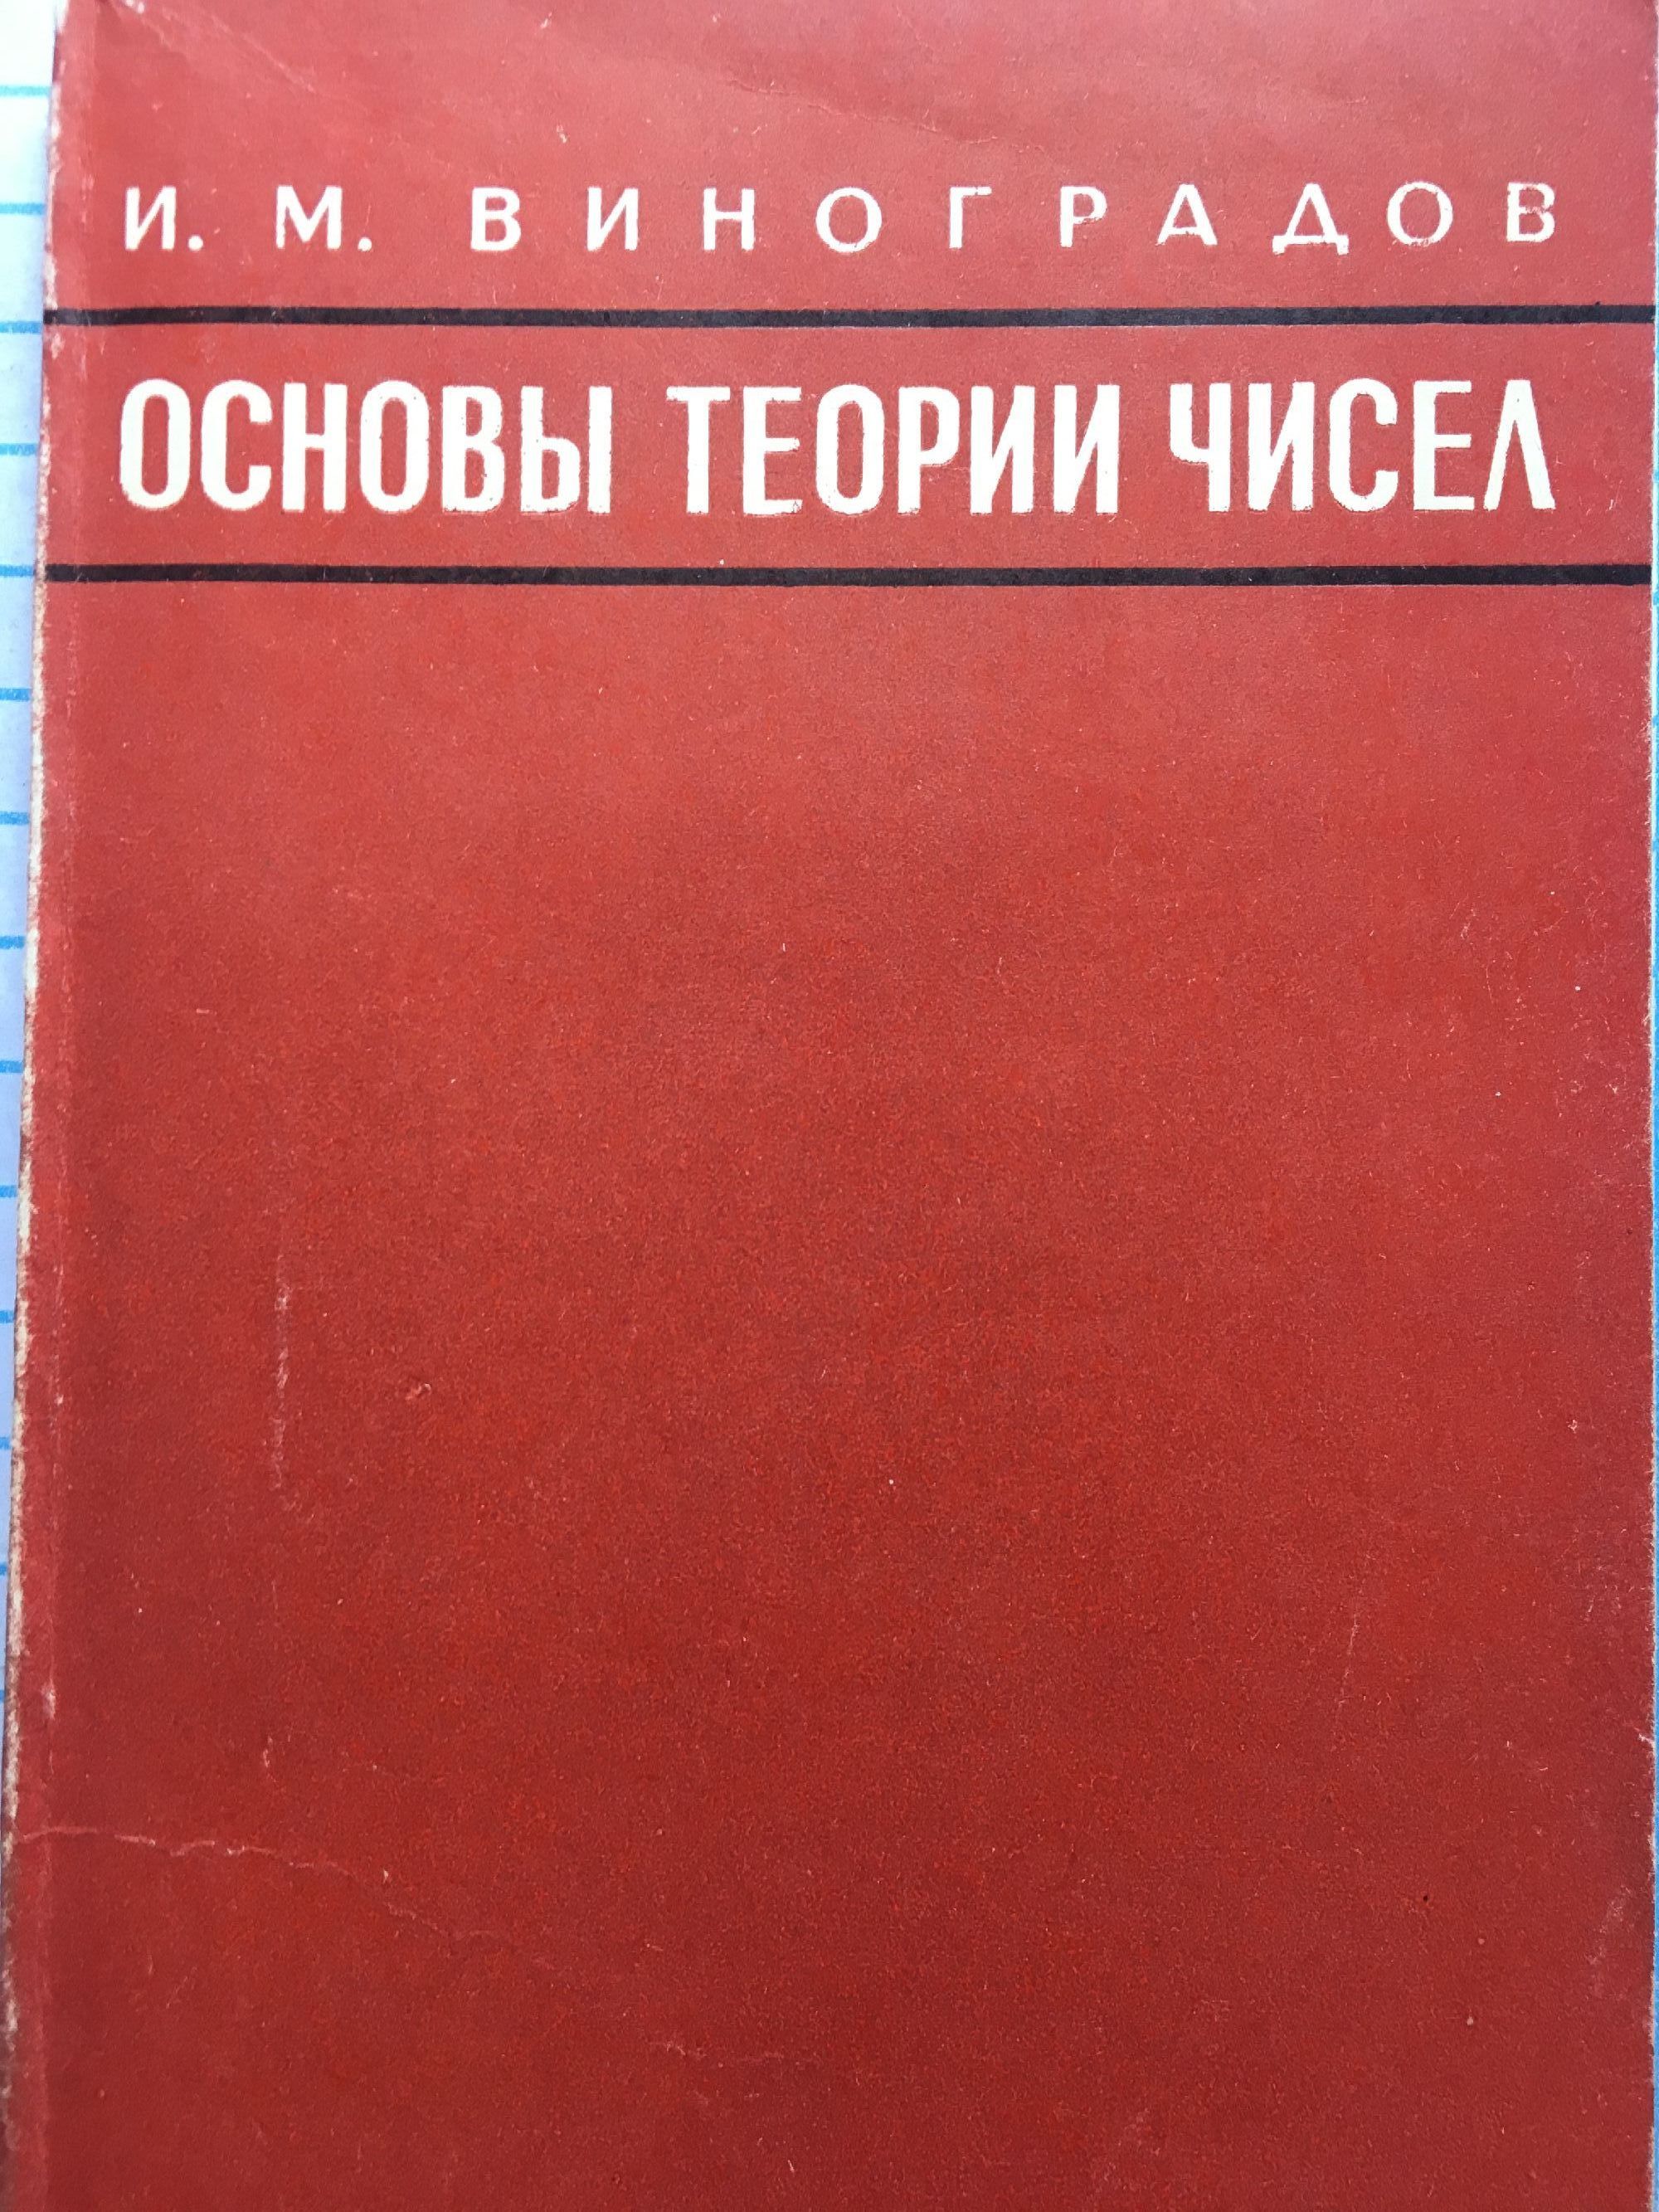 И. М. ВИНОГРАДОВ
ОСНОВЫ ТЕОРИИ ЧИСЕЛ